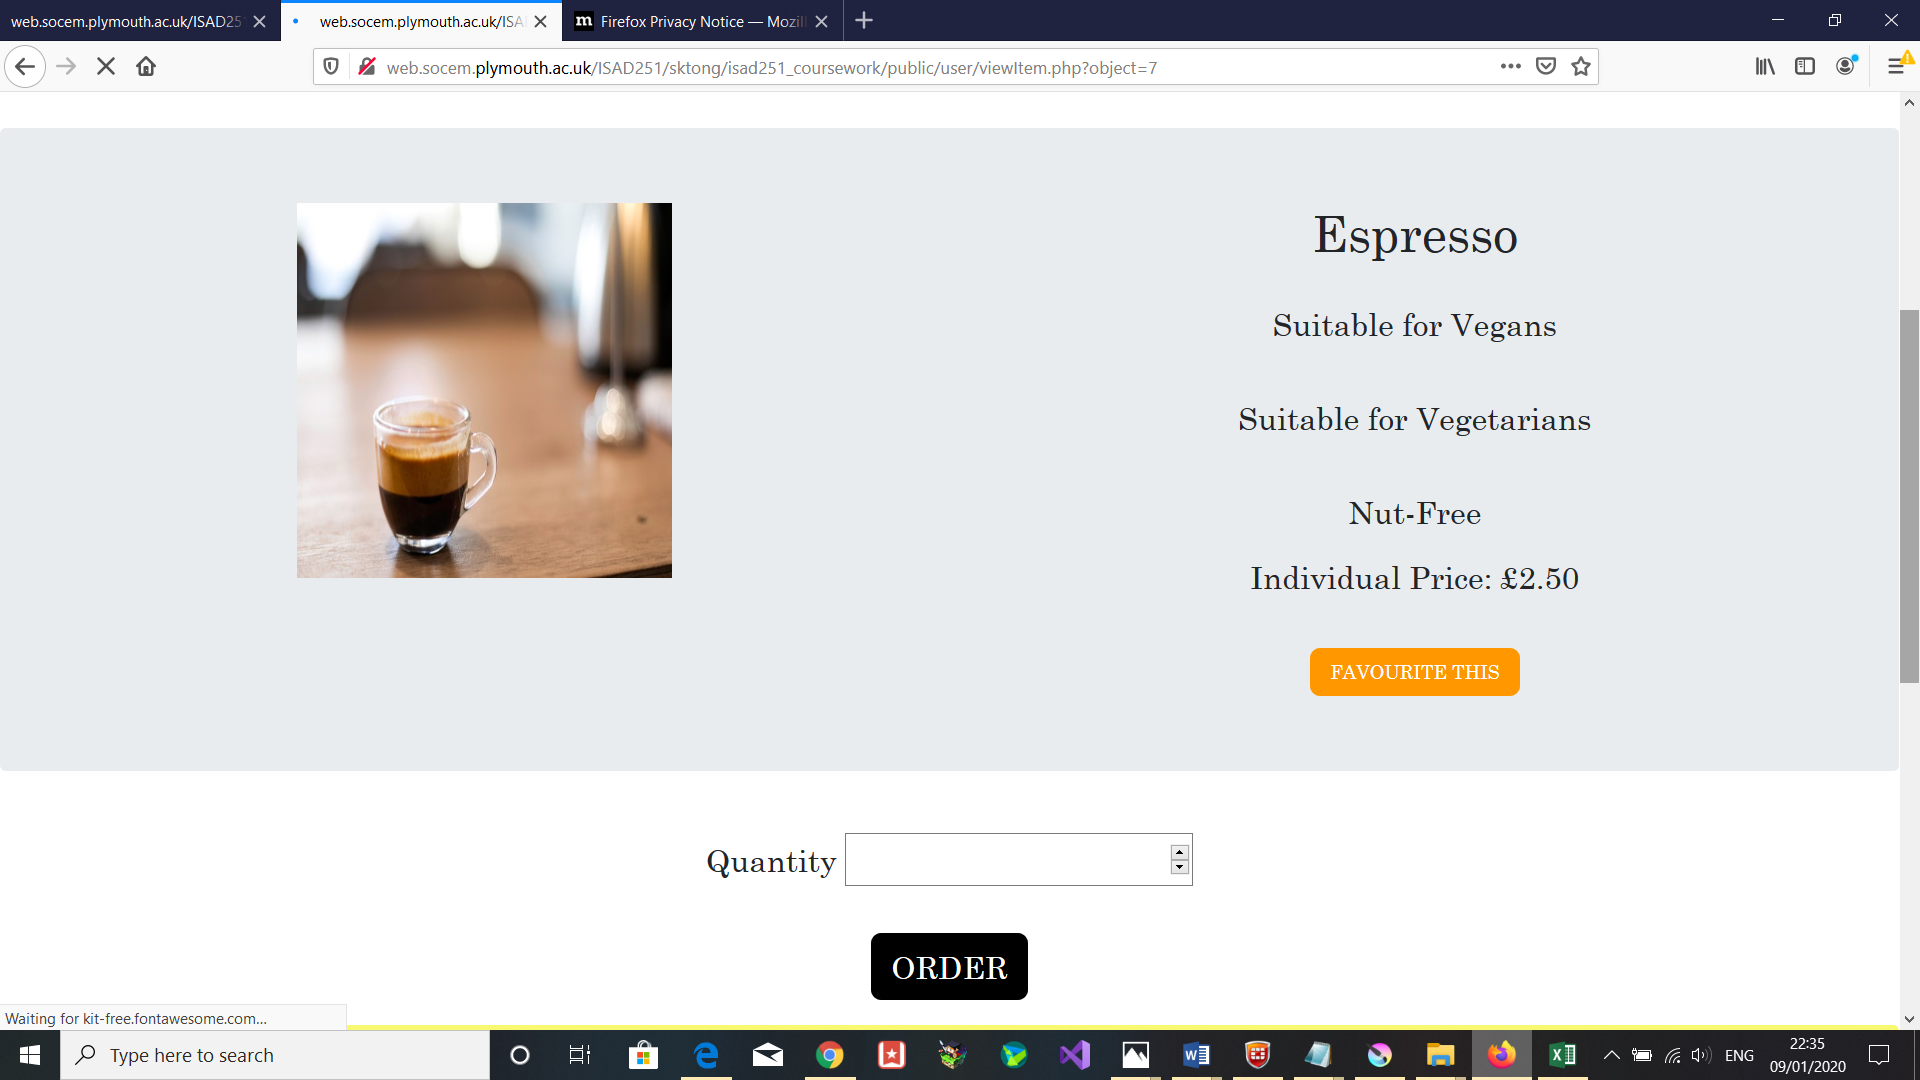 web.socem.plymouth.ac.uk/ISAD25
web.socem.plymouth.ac.uk/ISA
Firefox Privacy Notice — Mozil
web.socem.plymouth.ac.uk/ISAD251/sktong/isad251_coursework/public/user/viewItem.php?object=7
Espresso
Suitable for Vegans
Suitable for Vegetarians
Nut-Free
Individual Price: £2.50
FAVOURITE THIS
Quantity
ORDER
Waiting for kit-free.fontawesome.com...
Type here to search
ENG
22:35
09/01/2020